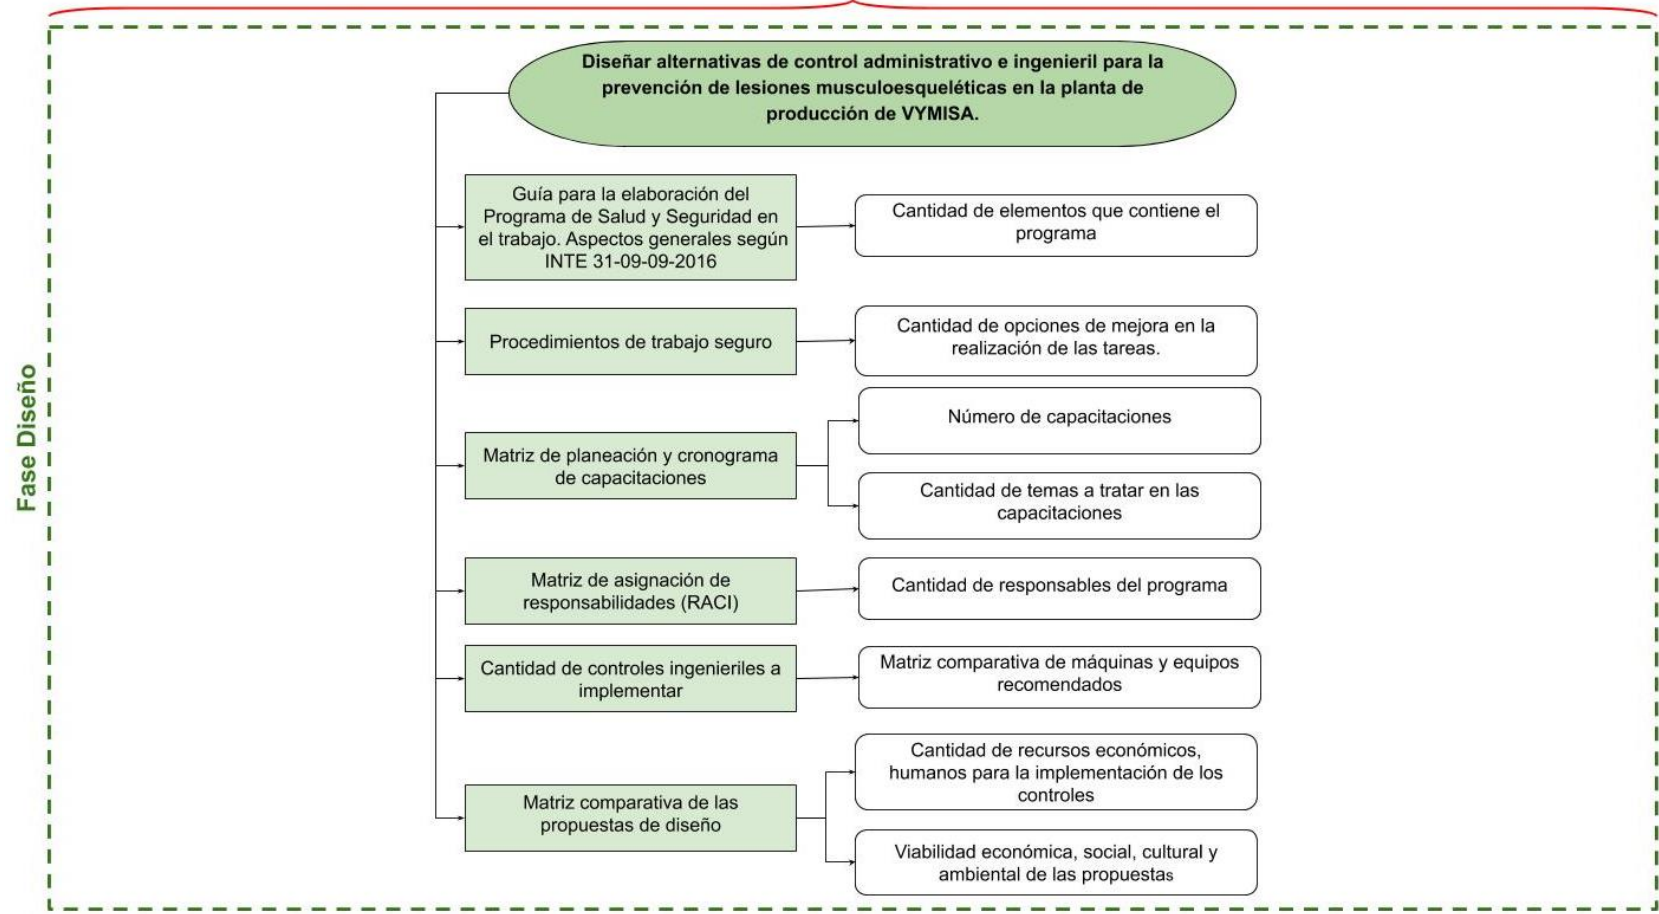 Diseñar alternativas de control administrativo e ingenieril para la
prevención de lesiones musculoesqueléticas en la planta de
producción de VYMISA.
Guía para la elaboración del
Programa de Salud y Seguridad en
el trabajo. Aspectos generales según
INTE 31-09-09-2016
Cantidad de elementos que contiene el
programa
Procedimientos de trabajo seguro
Cantidad de opciones de mejora en la
realización de las tareas.
Matriz de planeación y cronograma
de capacitaciones
Número de capacitaciones
Cantidad de temas a tratar en las
capacitaciones
Matriz de asignación de
responsabilidades (RACI)
Cantidad de responsables del programa
Cantidad de controles ingenieriles a
implementar
Matriz comparativa de máquinas y equipos
recomendados
Matriz comparativa de las
propuestas de diseño
Cantidad de recursos económicos,
humanos para la implementación de los
controles
Viabilidad económica, social, cultural y
ambiental de las propuestas
Fase Diseño